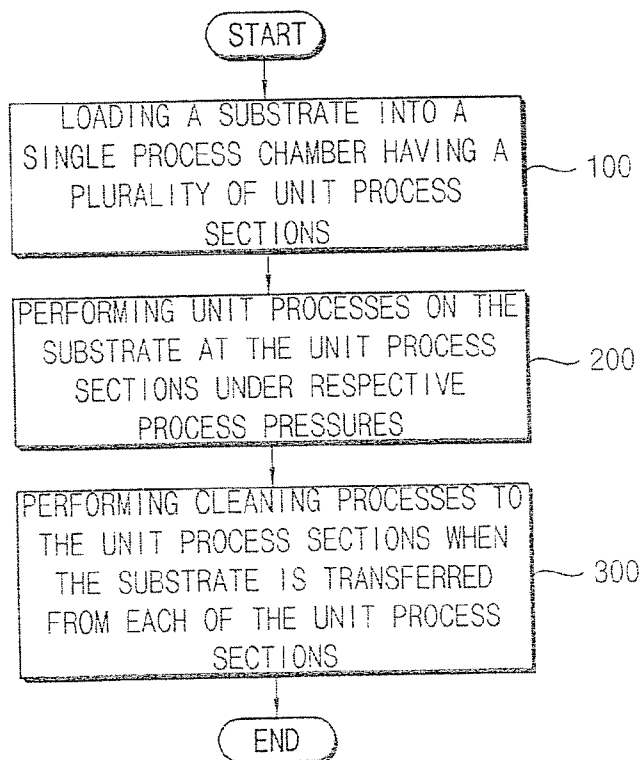 START
LOADING A SUBSTRATE INTO A
SINGLE PROCESS CHAMBER HAVING A
PLURALITY OF UNIT PROCESS
SECTIONS
100
PERFORMING UNIT PROCESSES ON THE
SUBSTRATE AT THE UNIT PROCESS
SECTIONS UNDER RESPECTIVE
PROCESS PRESSURES
200
PERFORMING CLEANING PROCESSES TO
THE UNIT PROCESS SECTIONS WHEN
THE SUBSTRATE IS TRANSFERRED
FROM EACH OF THE UNIT PROCESS
SECTIONS
300
END